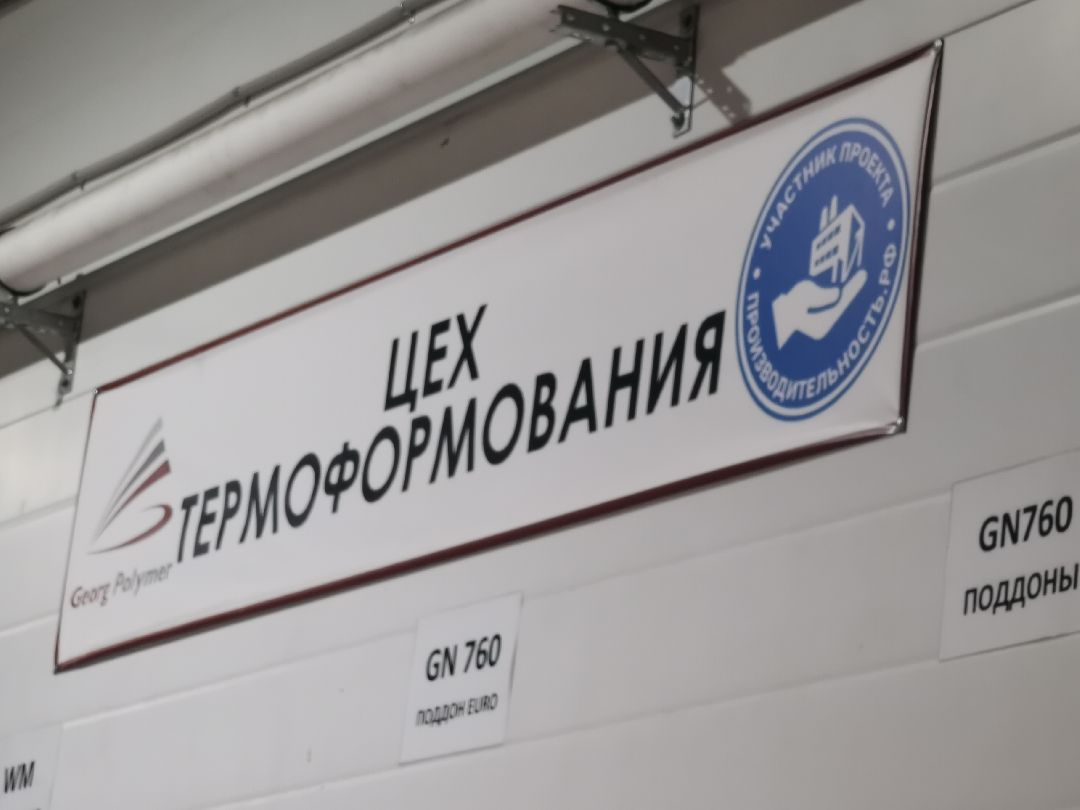 ЦЕХ
ТЕРМОФОРМОВАНИЯ
Georg Polymer
УЧАСТНИК ПРОЕКТА
• ПРОИЗВОДИТЕЛЬНОСТЬ.РФ •
GN760
ПОДДОНЫ
GN 760
ПОДДОН EURO
WM